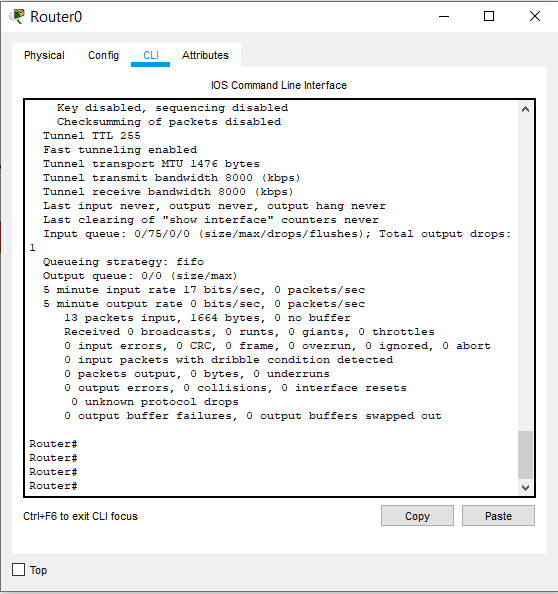 Router0
Physical Config CLI Attributes
IOS Command Line Interface
Key disabled, sequencing disabled
Checksumming of packets disabled
Tunnel TTL 255
Fast tunneling enabled
Tunnel transport MTU 1476 bytes
Tunnel transmit bandwidth 8000 (kbps)
Tunnel receive bandwidth 8000 (kbps)
Last input never, output never, output hang never
Last clearing of "show interface" counters never
Input queue: 0/75/0/0 (size/max/drops/flushes); Total output drops:
1
Queueing strategy: fifo
Output queue: 0/0 (size/max)
5 minute input rate 17 bits/sec, 0 packets/sec
5 minute output rate 0 bits/sec, 0 packets/sec
13 packets input, 1664 bytes, 0 no buffer
Received 0 broadcasts, 0 runts, 0 giants, 0 throttles
0 input errors, 0 CRC, 0 frame, 0 overrun, 0 ignored, 0 abort
0 input packets with dribble condition detected
0 packets output, 0 bytes, 0 underruns
0 output errors, 0 collisions, 0 interface resets
0 unknown protocol drops
0 output buffer failures, 0 output buffers swapped out
Router#
Router#
Router#
Router#
Ctrl+F6 to exit CLI focus Copy Paste
Top